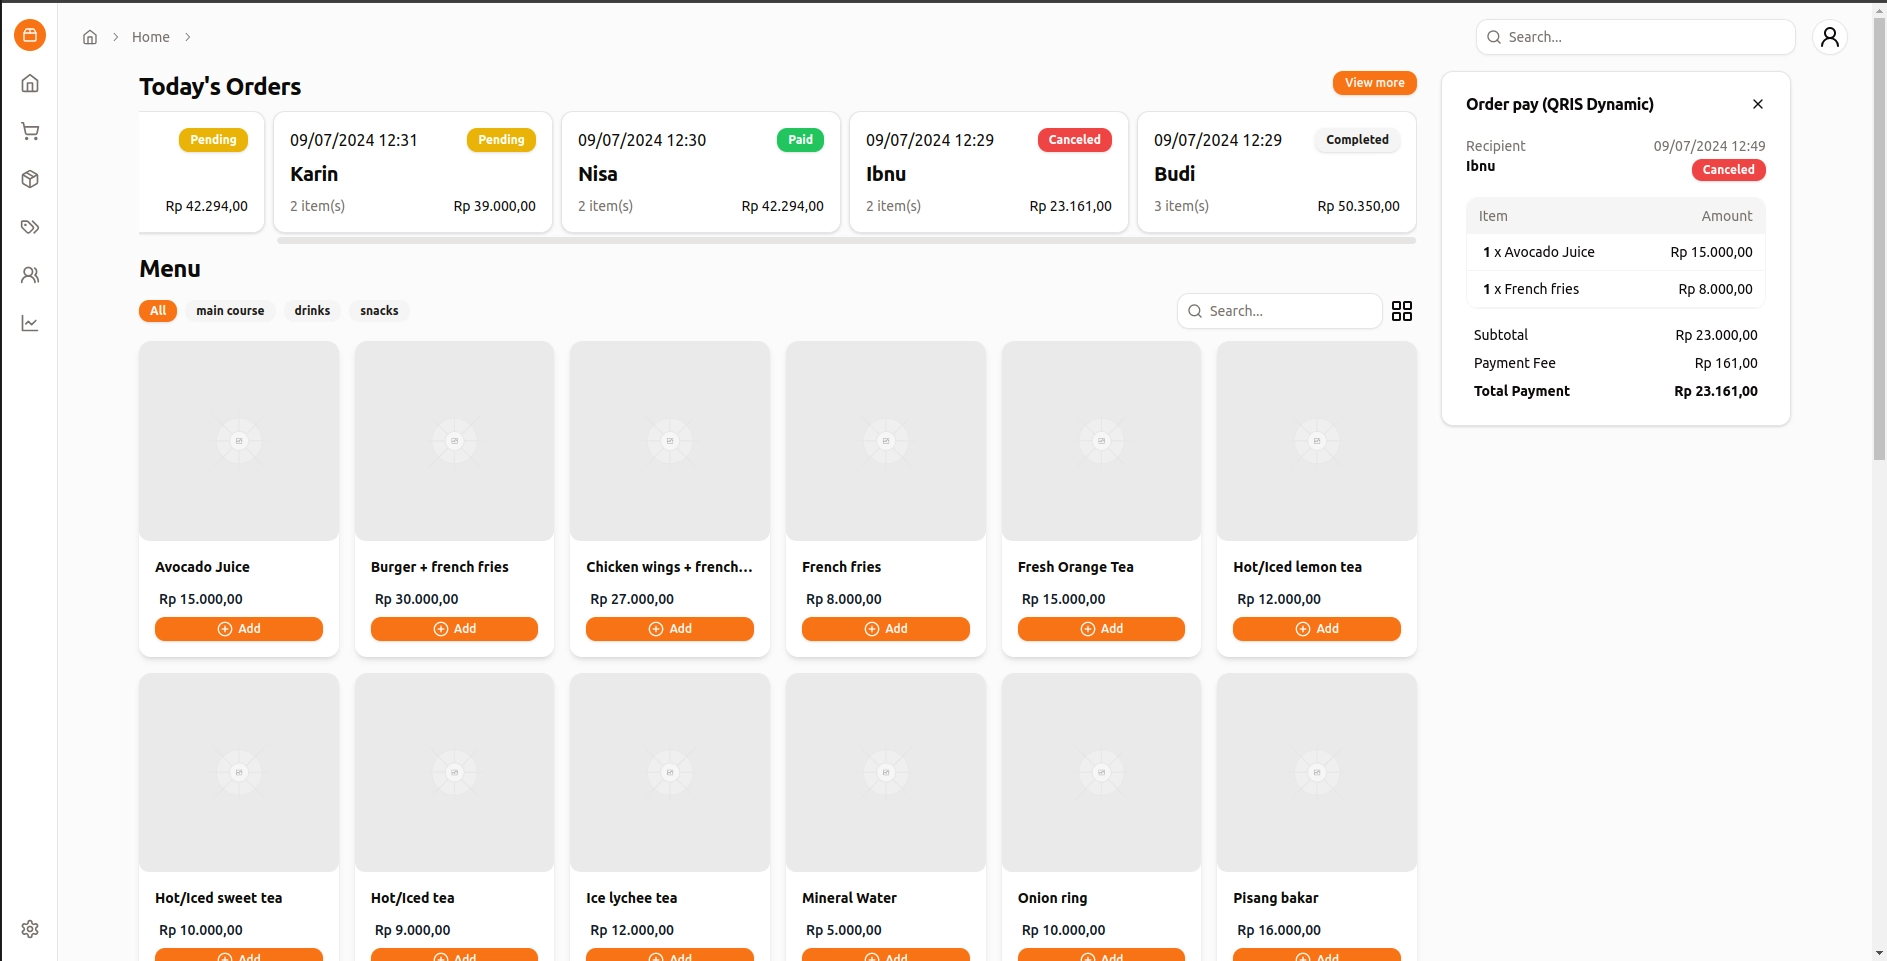 Home
Search...
Today's Orders
View more
Pending
Rp 42.294,00
09/07/2024 12:31
Pending
Karin
2 item(s)
Rp 39.000,00
09/07/2024 12:30
Paid
Nisa
2 item(s)
Rp 42.294,00
09/07/2024 12:29
Canceled
Ibnu
2 item(s)
Rp 23.161,00
09/07/2024 12:29
Completed
Budi
3 item(s)
Rp 50.350,00
Menu
All
main course
drinks
snacks
Search...
Avocado Juice
Rp 15.000,00
Add
Burger + french fries
Rp 30.000,00
Add
Chicken wings + french...
Rp 27.000,00
Add
French fries
Rp 8.000,00
Add
Fresh Orange Tea
Rp 15.000,00
Add
Hot/Iced lemon tea
Rp 12.000,00
Add
Hot/Iced sweet tea
Rp 10.000,00
Add
Hot/Iced tea
Rp 9.000,00
Add
Ice lychee tea
Rp 12.000,00
Add
Mineral Water
Rp 5.000,00
Add
Onion ring
Rp 10.000,00
Add
Pisang bakar
Rp 16.000,00
Add
Order pay (QRIS Dynamic)
Recipient
09/07/2024 12:49
Ibnu
Canceled
Item Amount
1 x Avocado Juice Rp 15.000,00
1 x French fries Rp 8.000,00
Subtotal Rp 23.000,00
Payment Fee Rp 161,00
Total Payment Rp 23.161,00